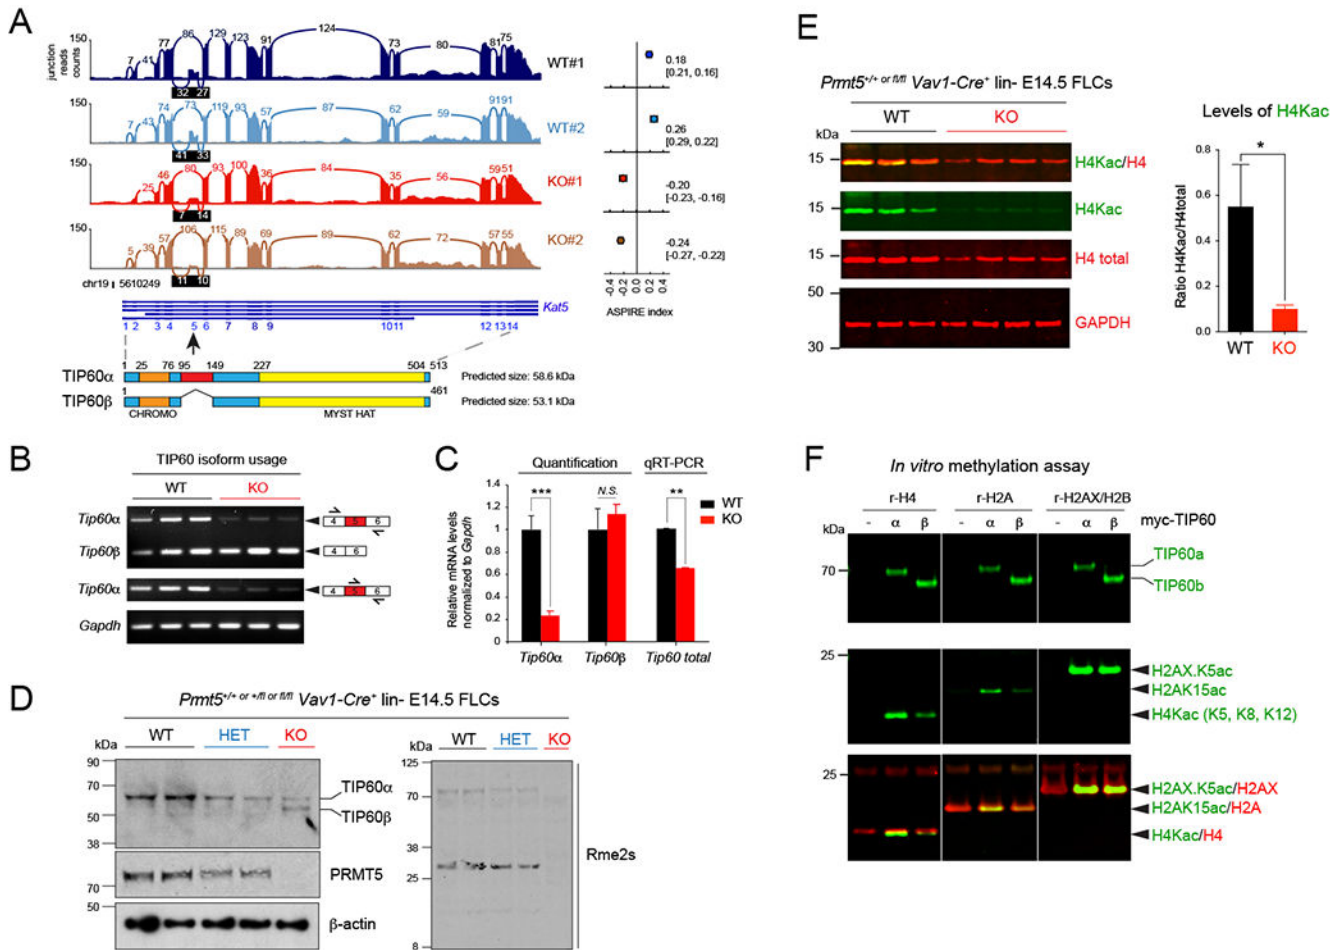 A
junction
reads
counts
150
0
7 41 77 86 129 123 91 124 73 80 81 75
32 27
WT#1
0.18
[0.21, 0.16]
150
0
7 43 74 73 119 93 57 87 62 59 91 91
41 33
WT#2
0.26
[0.29, 0.22]
150
0
25 46 80 93 100 36 84 35 56 59 51
7 14
KO#1
-0.20
[-0.23, -0.16]
150
0
5 39 57 106 115 89 69 89 62 72 57 55
11 10
KO#2
-0.24
[-0.27, -0.22]
chr19 5610249
-0.4 -0.2 0.0 0.2 0.4
ASPIRE index
Kat5
1 2 3 4 5 6 7 8 9 10 11 12 13 14
1 25 76 95 149 227 504 513
TIP60α
Predicted size: 58.6 kDa
1 461
TIP60β
Predicted size: 53.1 kDa
CHROMO MYST HAT
B
TIP60 isoform usage
WT KO
Tip60α
4 5 6
Tip60β
4 6
Tip60α
4 5 6
Gapdh
C
Quantification qRT-PCR
Relative mRNA levels
normalized to Gapdh
1.4
1.2
1
0.8
0.6
0.4
0.2
0
*** N.S. **
WT
KO
Tip60α Tip60β Tip60 total
D
Prmt5+/+ or +/fl or fl/fl Vav1-Cre+ lin- E14.5 FLCs
kDa WT HET KO
90
70
50
38
TIP60α
TIP60β
70
PRMT5
50
β-actin
kDa WT HET KO
125
70
50
38
25
8
Rme2s
E
Prmt5+/+ or fl/fl Vav1-Cre+ lin- E14.5 FLCs
kDa WT KO
15 H4Kac/H4
15 H4Kac
15 H4 total
50
GAPDH
30
Levels of H4Kac
Ratio H4Kac/H4total
0.8
0.6
0.4
0.2
0.0
*
WT KO
F
In vitro methylation assay
r-H4 r-H2A r-H2AX/H2B
- α β - α β - α β myc-TIP60
70
TIP60a
TIP60b
25
H2AX.K5ac
H2AK15ac
H4Kac (K5, K8, K12)
25
H2AX.K5ac/H2AX
H2AK15ac/H2A
H4Kac/H4